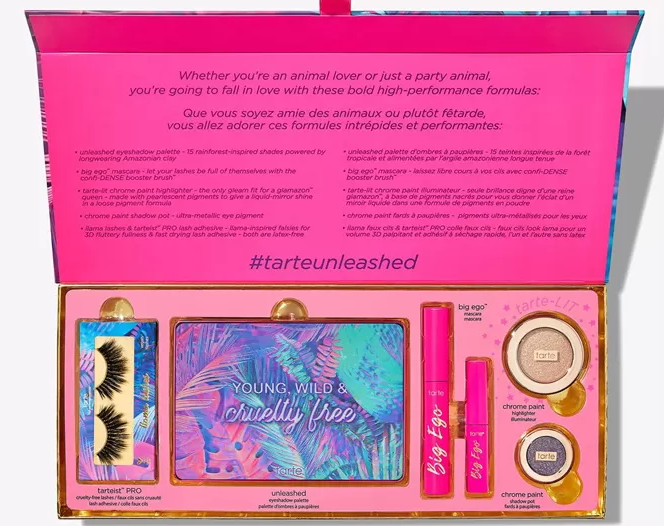 Whether you're an animal lover or just a party animal,
you're going to fall in love with these bold high-performance formulas:
Que vous soyez amie des animaux ou plutôt fêtarde,
vous allez adorer ces formules intrépides et performantes:
• unleashed eyeshadow palette - 15 rainforest-inspired shades powered by
longwearing Amazonian clay
• big ego™ mascara - let your lashes be full of themselves with the
confi-DENSE booster brush™
• tarte-lit chrome paint highlighter - the only gleam fit for a glamazon™
queen - made with pearlescent pigments to give a liquid-mirror shine
in a loose pigment formula
• chrome paint shadow pot - ultra-metallic eye pigment
• llama lashes & tarteist™ PRO lash adhesive - llama-inspired falsies for
3D fluttery fullness & fast drying lash adhesive - both are latex-free
• unleashed palette d'ombres à paupières - 15 teintes inspirées de la forêt
tropicale et alimentées par l'argile amazonienne longue tenue
• big ego™ mascara - laissez libre cours à vos cils avec confi-DENSE
booster brush™
• tarte-lit chrome paint illuminateur - seule brillance digne d'une reine
glamazon™, à base de pigments nacrés pour vous donner l'éclat d'un
miroir liquide dans une formule de pigments en poudre
• chrome paint fards à paupières - pigments ultra-métallisés pour les yeux
• llama faux cils & tarteist™ PRO colle faux cils - faux cils look lama pour un
volume 3D palpitant et adhésif à séchage rapide, l'un et l'autre sans latex
#tarteunleashed
tarteist™ PRO
cruelty-free lashes / faux cils sans cruauté
lash adhesive / colle faux cils
YOUNG, WILD &
cruelty free
tarte
unleashed
eyeshadow palette
palette d'ombres à paupières
big ego™
mascara
mascara
tarte
Big Ego
tarte
Big Ego
tarte-LIT
tarte
chrome paint
highlighter
illuminateur
tarte
chrome paint
shadow pot
fards à paupières